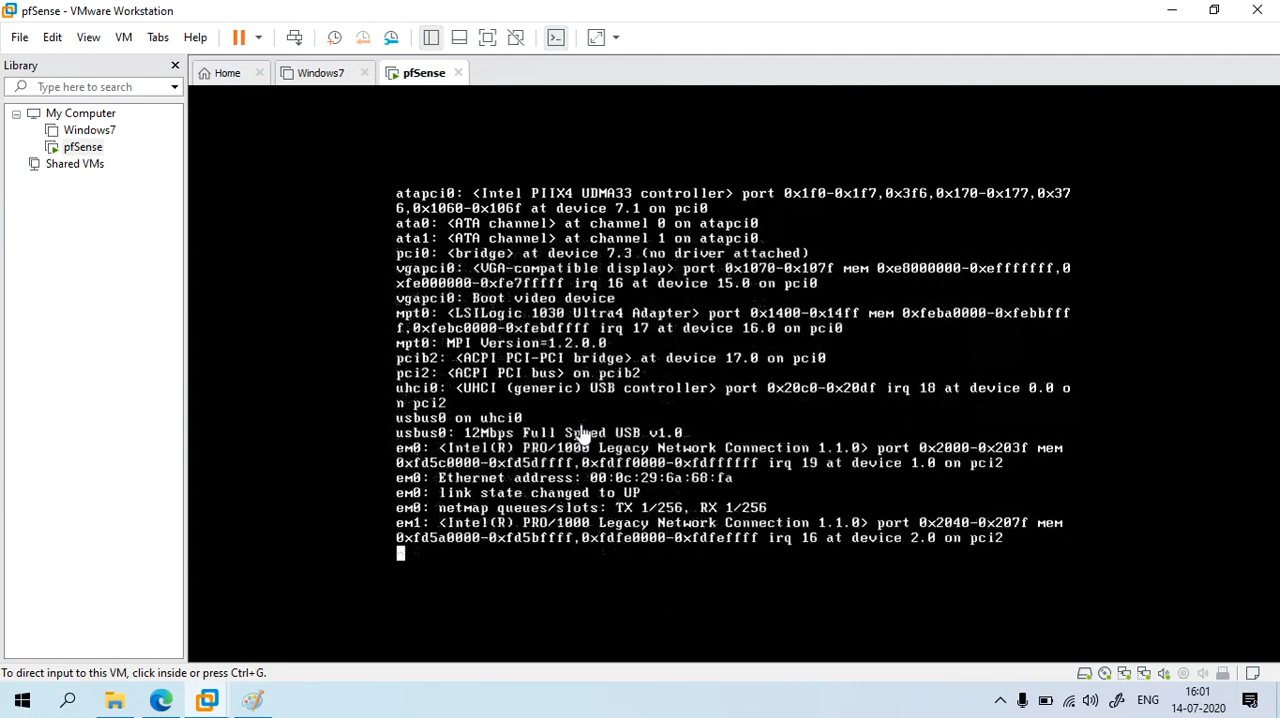 pfSense - VMware Workstation
File Edit View VM Tabs Help
Library
Type here to search
My Computer
Windows7
pfSense
Shared VMs
Home Windows7 pfSense
atapci0: <Intel PIIX4 UDMA33 controller> port 0x1f0-0x1f7,0x3f6,0x170-0x177,0x37
6,0x1060-0x106f at device 7.1 on pci0
ata0: <ATA channel> at channel 0 on atapci0
ata1: <ATA channel> at channel 1 on atapci0
pci0: <bridge> at device 7.3 (no driver attached)
vgapci0: <VGA-compatible display> port 0x1070-0x107f mem 0xe8000000-0xefffffff,0
xfe000000-0xfe7fffff irq 16 at device 15.0 on pci0
vgapci0: Boot video device
mpt0: <LSILogic 1030 Ultra4 Adapter> port 0x1400-0x14ff mem 0xfeba0000-0xfebbfff
f,0xfebc0000-0xfebdffff irq 17 at device 16.0 on pci0
mpt0: MPI Version=1.2.0.0
pcib2: <ACPI PCI-PCI bridge> at device 17.0 on pci0
pci2: <ACPI PCI bus> on pcib2
uhci0: <UHCI (generic) USB controller> port 0x20c0-0x20df irq 18 at device 0.0 o
n pci2
usbus0 on uhci0
usbus0: 12Mbps Full Speed USB v1.0
em0: <Intel(R) PRO/1000 Legacy Network Connection 1.1.0> port 0x2000-0x203f mem
0xfd5c0000-0xfd5dffff,0xfdff0000-0xfdffffff irq 19 at device 1.0 on pci2
em0: Ethernet address: 00:0c:29:6a:68:fa
em0: link state changed to UP
em0: netmap queues/slots: TX 1/256, RX 1/256
em1: <Intel(R) PRO/1000 Legacy Network Connection 1.1.0> port 0x2040-0x207f mem
0xfd5a0000-0xfd5bffff,0xfdfe0000-0xfdfeffff irq 16 at device 2.0 on pci2
To direct input to this VM, click inside or press Ctrl+G.
ENG
16:01
14-07-2020